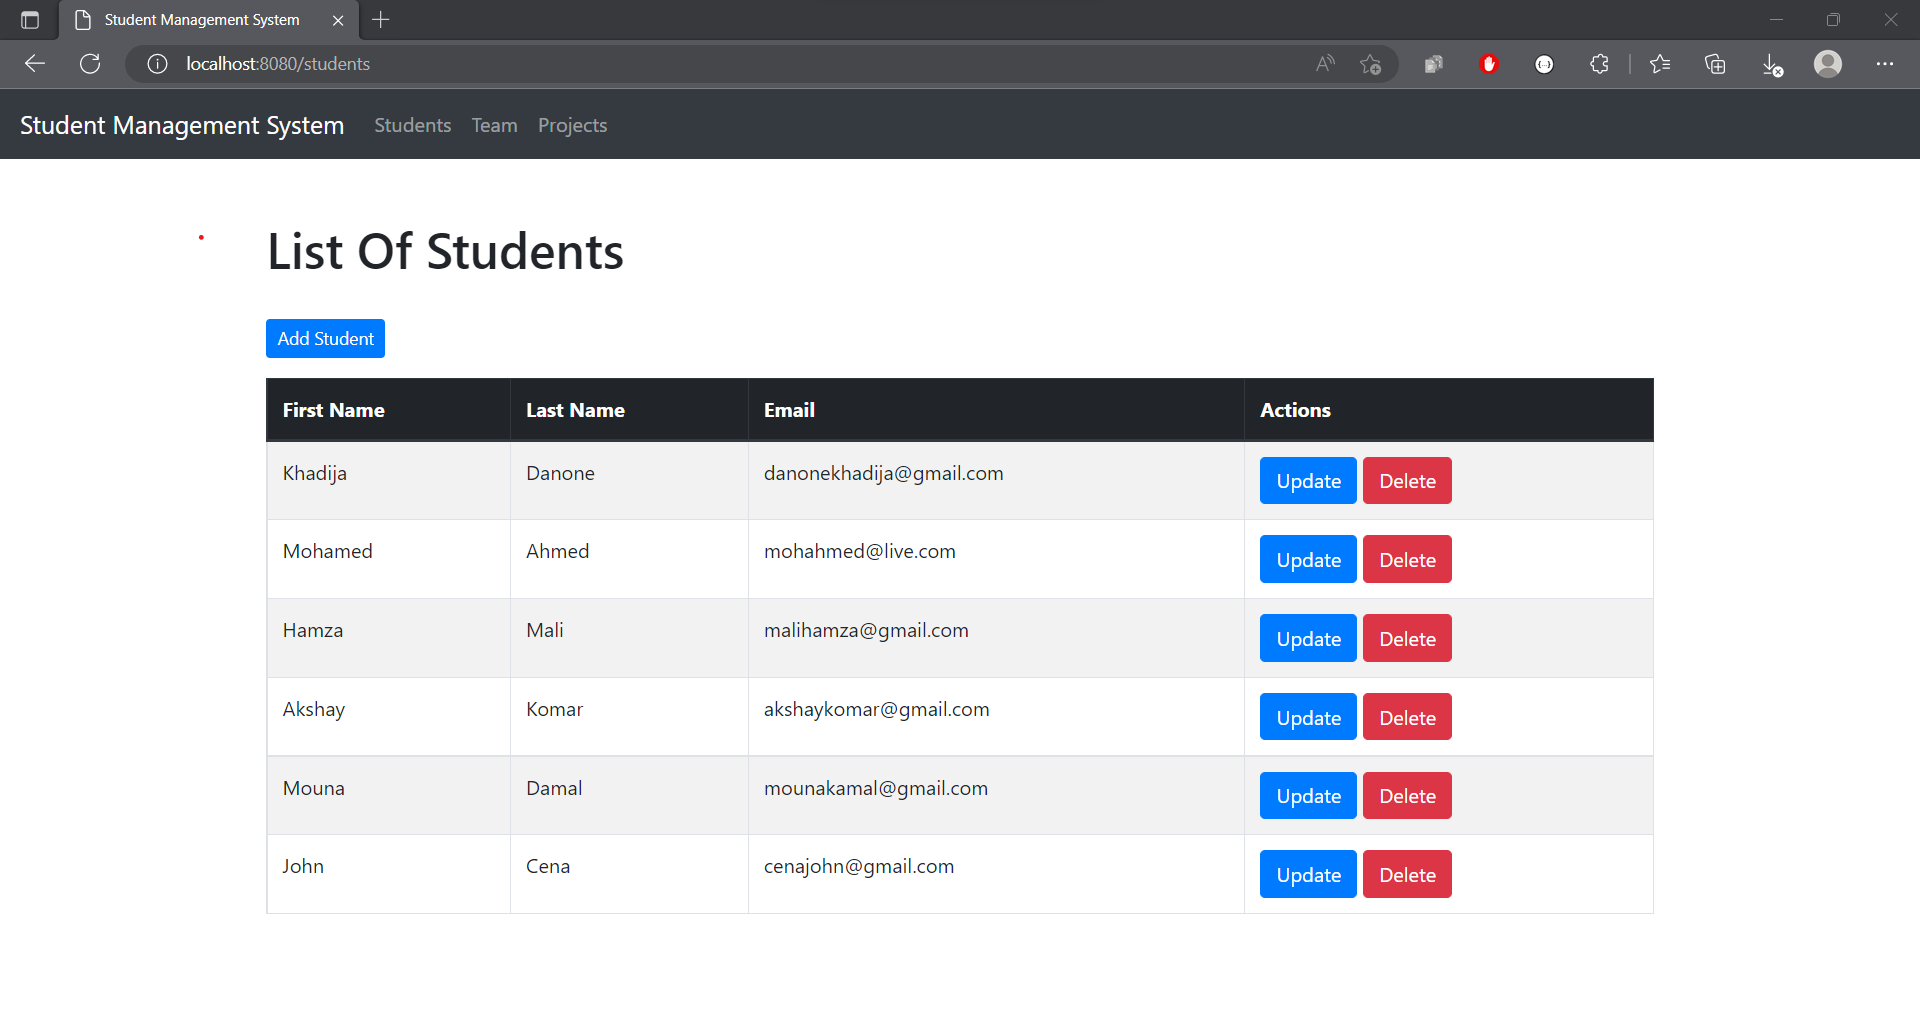 Student Management System
localhost:8080/students
Student Management System Students Team Projects
List Of Students
Add Student
First Name Last Name Email Actions
Khadija Danone danonekhadija@gmail.com Update Delete
Mohamed Ahmed mohahmed@live.com Update Delete
Hamza Mali malihamza@gmail.com Update Delete
Akshay Komar akshaykomar@gmail.com Update Delete
Mouna Damal mounakamal@gmail.com Update Delete
John Cena cenajohn@gmail.com Update Delete